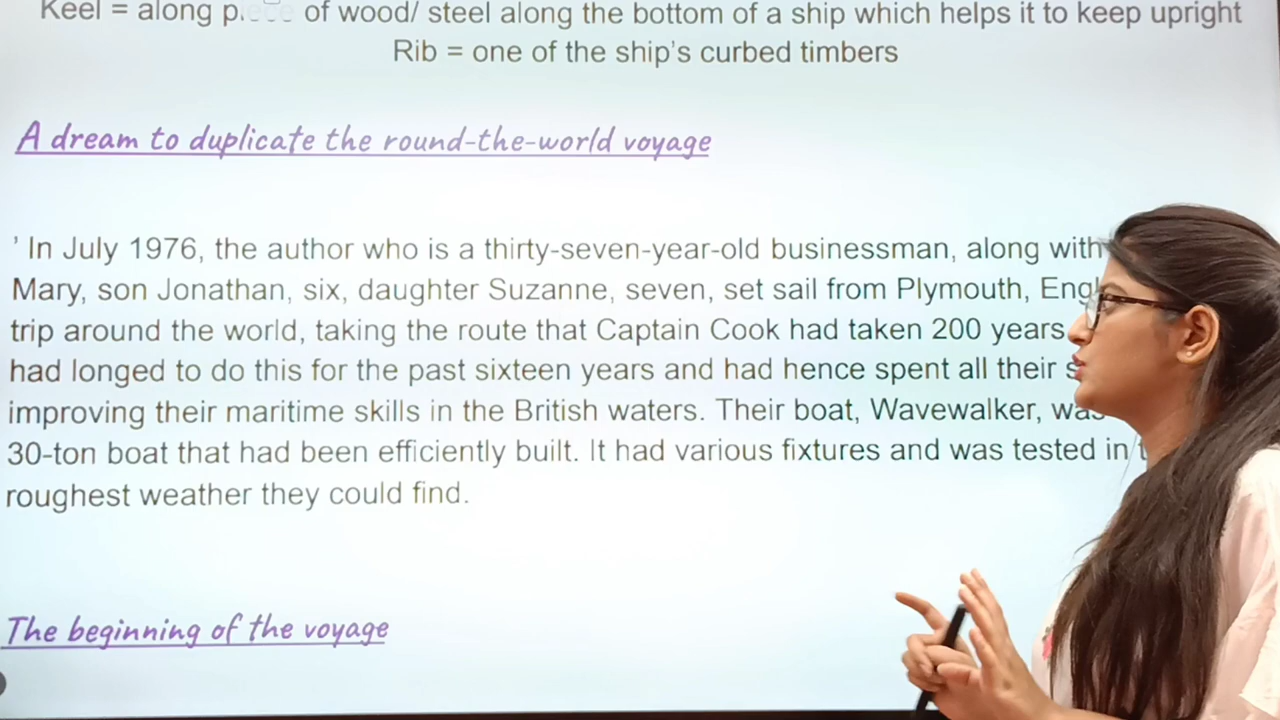 Keel = along of wood/ steel along the bottom of a ship which helps it to keep upright
Rib = one of the ship's curbed timbers
A dream to duplicate the round-the-world voyage
' In July 1976, the author who is a thirty-seven-year-old businessman, along with
Mary, son Jonathan, six, daughter Suzanne, seven, set sail from Plymouth,
trip around the world, taking the route that Captain Cook had taken 200 years
had longed to do this for the past sixteen years and had hence spent all their
improving their maritime skills in the British waters. Their boat, Wavewalker,
30-ton boat that had been efficiently built. It had various fixtures and was tested in
roughest weather they could find.
The beginning of the voyage